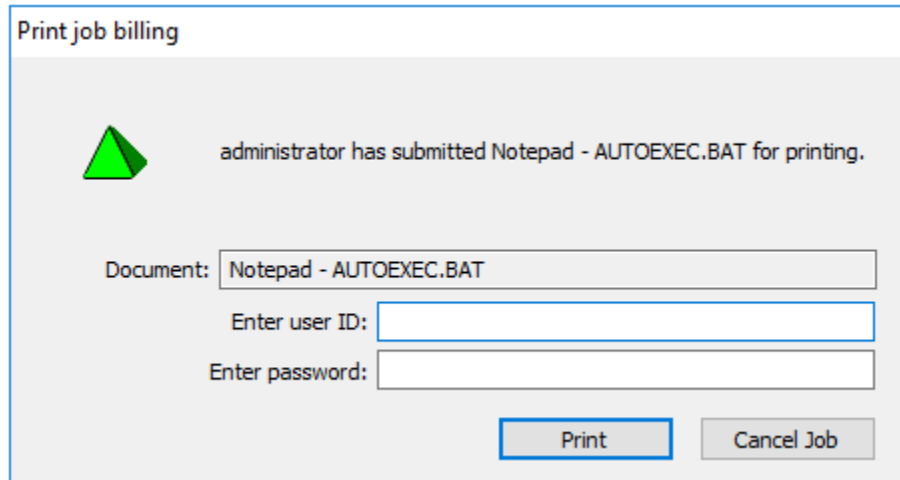 Print job billing
administrator has submitted Notepad - AUTOEXEC.BAT for printing.
Document: Notepad - AUTOEXEC.BAT
Enter user ID:
Enter password:
Print Cancel Job